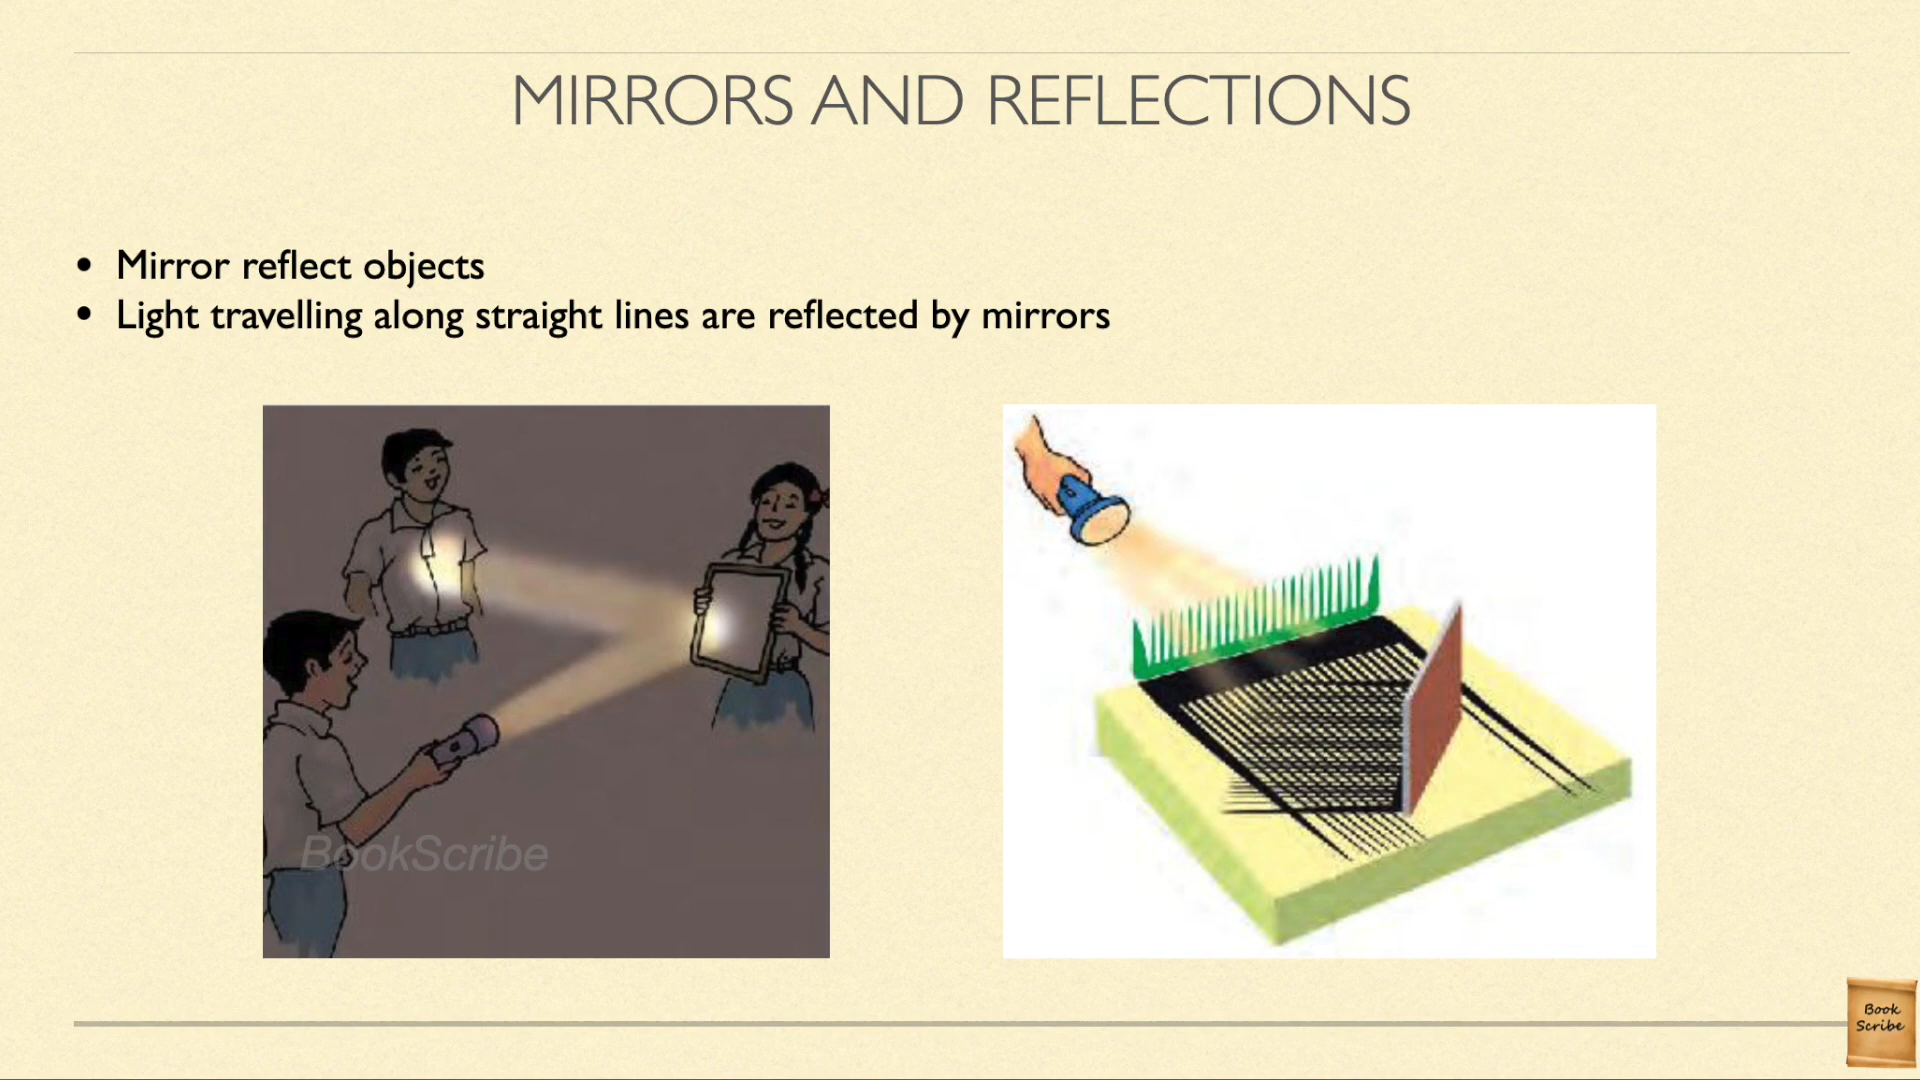 MIRRORS AND REFLECTIONS
• Mirror reflect objects
• Light travelling along straight lines are reflected by mirrors
BookScribe
Book
Scribe